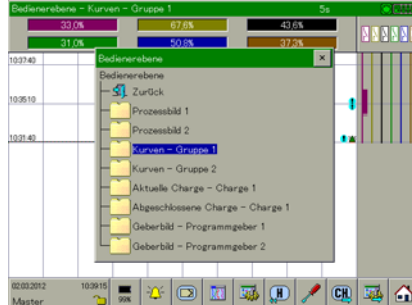 Bedienerebene - Kurven - Gruppe 1 5s
33,0% 67,6% 43,6%
31,0% 50,8% 37,3%
10:37:40
10:35:10
10:31:40
Bedienerebene
Bedienerebene
Zurück
Prozessbild 1
Prozessbild 2
Kurven - Gruppe 1
Kurven - Gruppe 2
Aktuelle Charge - Charge 1
Abgeschlossene Charge - Charge 1
Geberbild - Programmgeber 1
Geberbild - Programmgeber 2
02.03.2012 10:39:15
Master
99%
H
CH